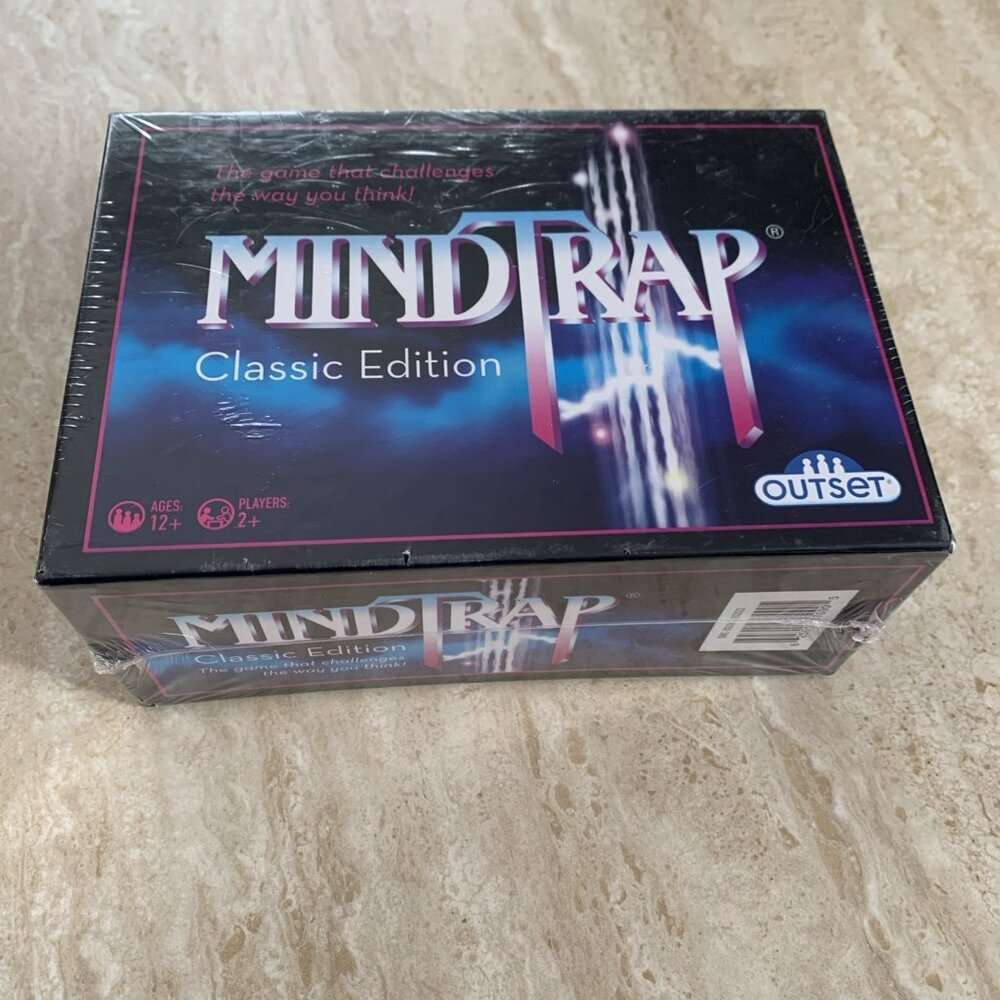 The game that challenges
the way you think!
MINDTRAP®
Classic Edition
AGES:
12+
PLAYERS:
2+
OUTSET®
MINDTRAP®
Classic Edition
The game that challenges
the way you think!